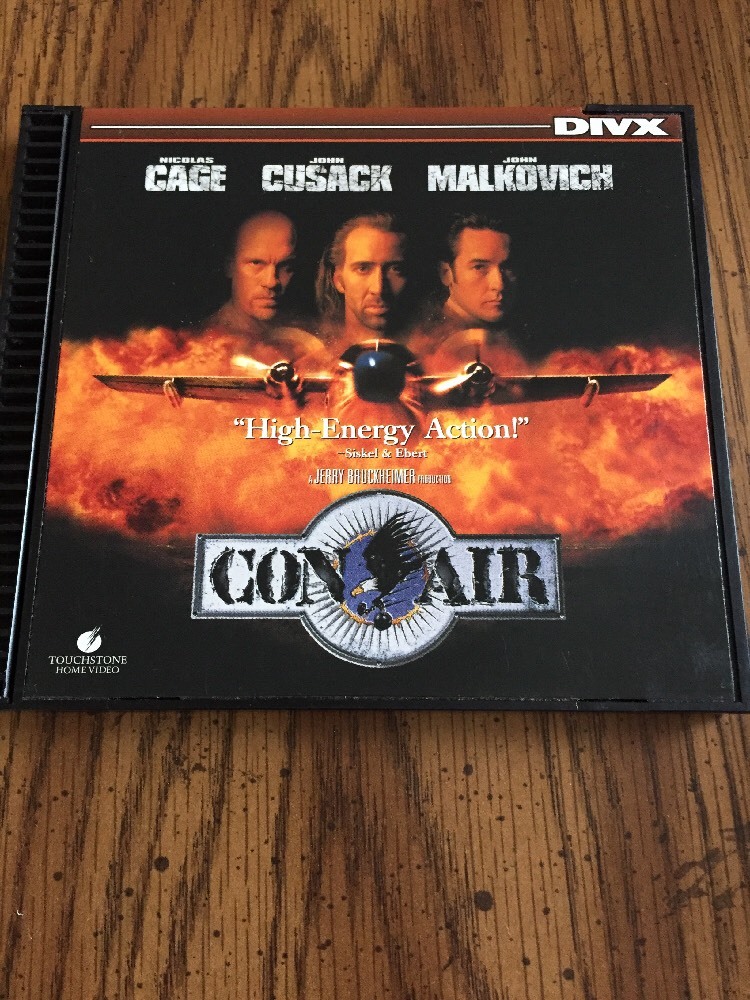 DIVX
NICOLAS CAGE JOHN CUSACK JOHN MALKOVICH
"High-Energy Action!"
–Siskel & Ebert
A JERRY BRUCKHEIMER PRODUCTION
CON AIR
TOUCHSTONE
HOME VIDEO